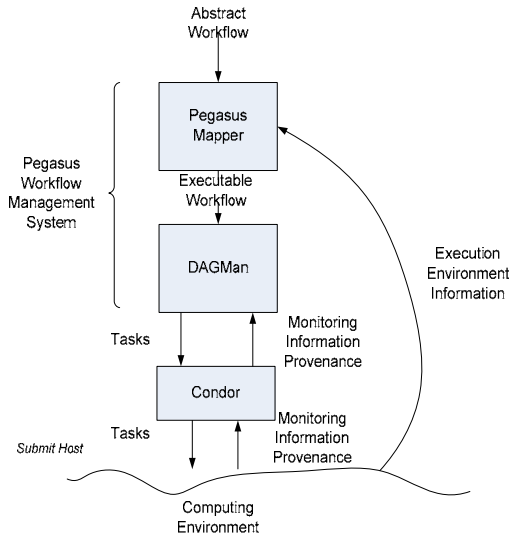 Abstract
Workflow
Pegasus
Mapper
Executable
Workflow
Pegasus
Workflow
Management
System
DAGMan
Execution
Environment
Information
Tasks
Monitoring
Information
Provenance
Condor
Tasks
Monitoring
Information
Provenance
Submit Host
Computing
Environment